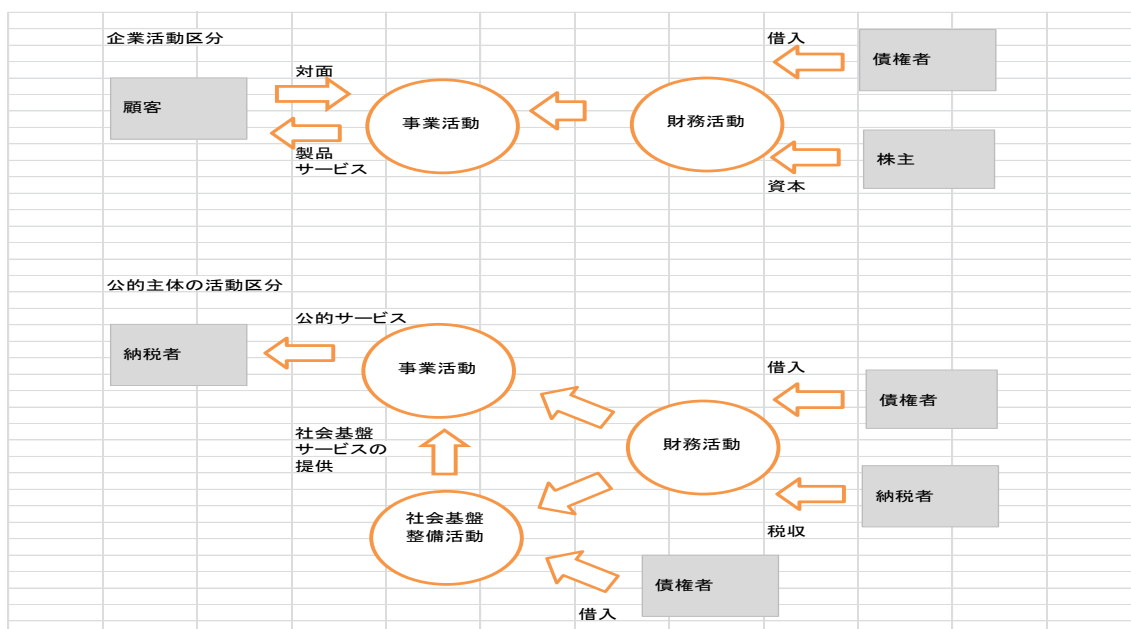 企業活動区分
借入
債権者
対面
顧客
事業活動
財務活動
製品
サービス
株主
資本
公的主体の活動区分
公的サービス
納税者
事業活動
借入
債権者
社会基盤
サービスの
提供
財務活動
納税者
社会基盤
整備活動
税収
債権者
借入